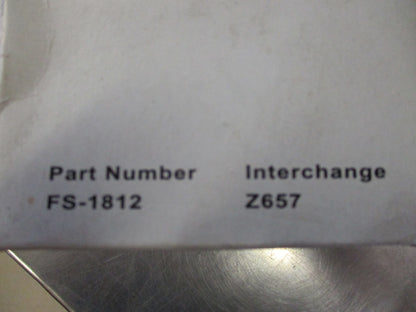 Part Number Interchange
FS-1812 Z657